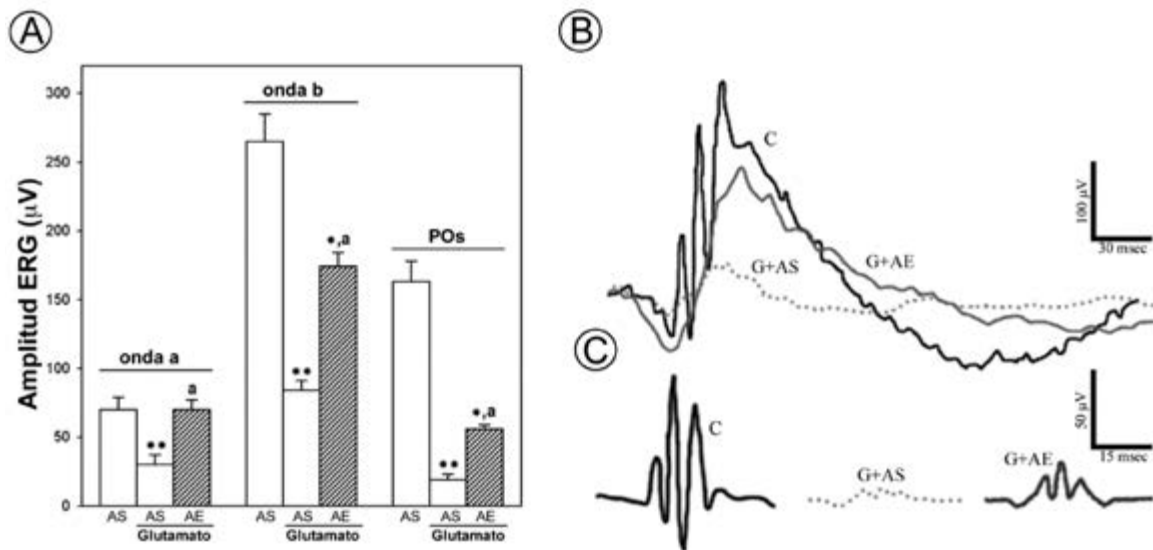 A
Amplitud ERG (µV)
300
250
200
150
100
50
0
onda a
onda b
POs
••
a
••
•,a
••
•,a
AS AS AE AS AS AE AS AS AE
Glutamato Glutamato Glutamato
B
C
G+AS
G+AE
100 µV
30 msec
C
C
G+AS
G+AE
50 µV
15 msec